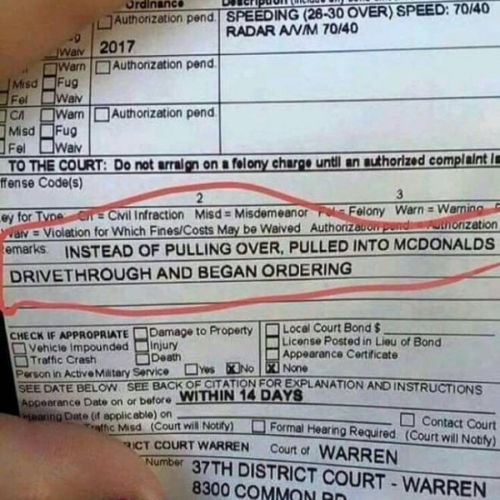 Ordinance
Authorization pend. SPEEDING (26-30 OVER) SPEED: 70/40
RADAR A/V/M 70/40
Waiv 2017
Warn Authorization pend.
Misd Fug
Fel Waiv
C/I Warn Authorization pend.
Misd Fug
Fel Waiv
TO THE COURT: Do not arraign on a felony charge until an authorized complaint is
ffense Code(s)
2 3
ey for Type: C/I = Civil Infraction Misd = Misdemeanor Fel = Felony Warn = Warning
Waiv = Violation for Which Fines/Costs May be Waived Authorization pend. = Authorization
emarks INSTEAD OF PULLING OVER, PULLED INTO MCDONALDS
DRIVETHROUGH AND BEGAN ORDERING
CHECK IF APPROPRIATE Damage to Property Local Court Bond $
Vehicle Impounded Injury License Posted in Lieu of Bond
Traffic Crash Death Appearance Certificate
Person in Active Military Service Yes X No X None
SEE DATE BELOW. SEE BACK OF CITATION FOR EXPLANATION AND INSTRUCTIONS
Appearance Date on or before WITHIN 14 DAYS
Hearing Date (if applicable) on Contact Court
Traffic Misd (Court will Notify) Formal Hearing Required (Court will Notify)
RICT COURT WARREN Court of WARREN
Number 37TH DISTRICT COURT - WARREN
8300 COMMON RD